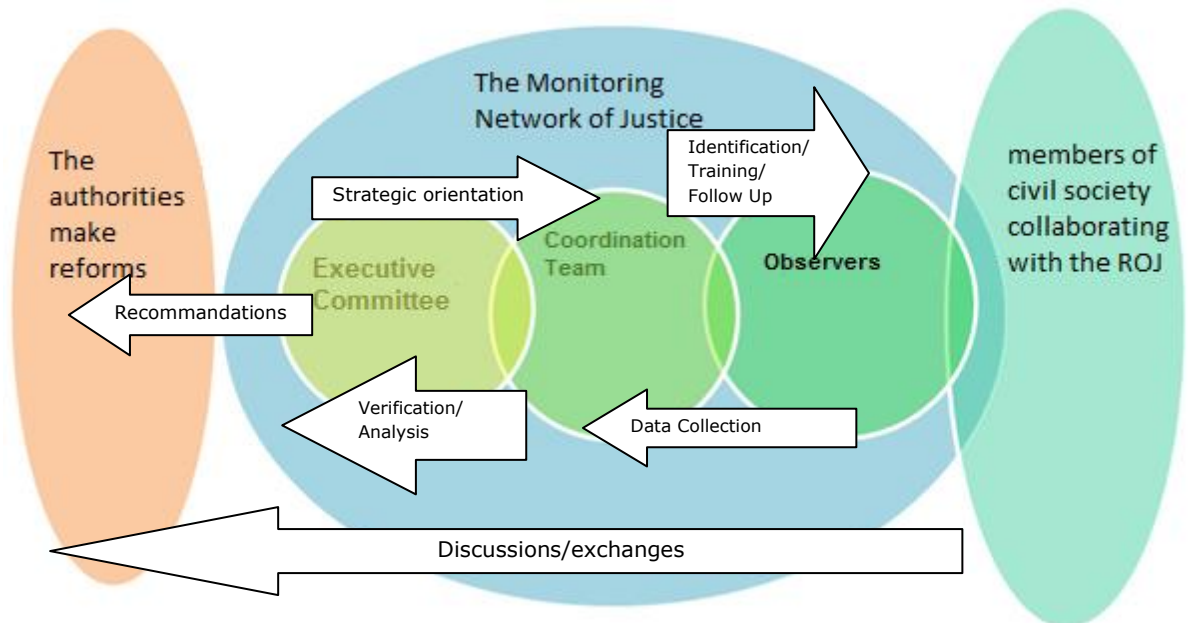 The Monitoring
Network of Justice
The
authorities
make
reforms
Strategic orientation
Identification/
Training/
Follow Up
members of
civil society
collaborating
with the ROJ
Executive
Committee
Coordination
Team
Observers
Recommandations
Verification/
Analysis
Data Collection
Discussions/exchanges